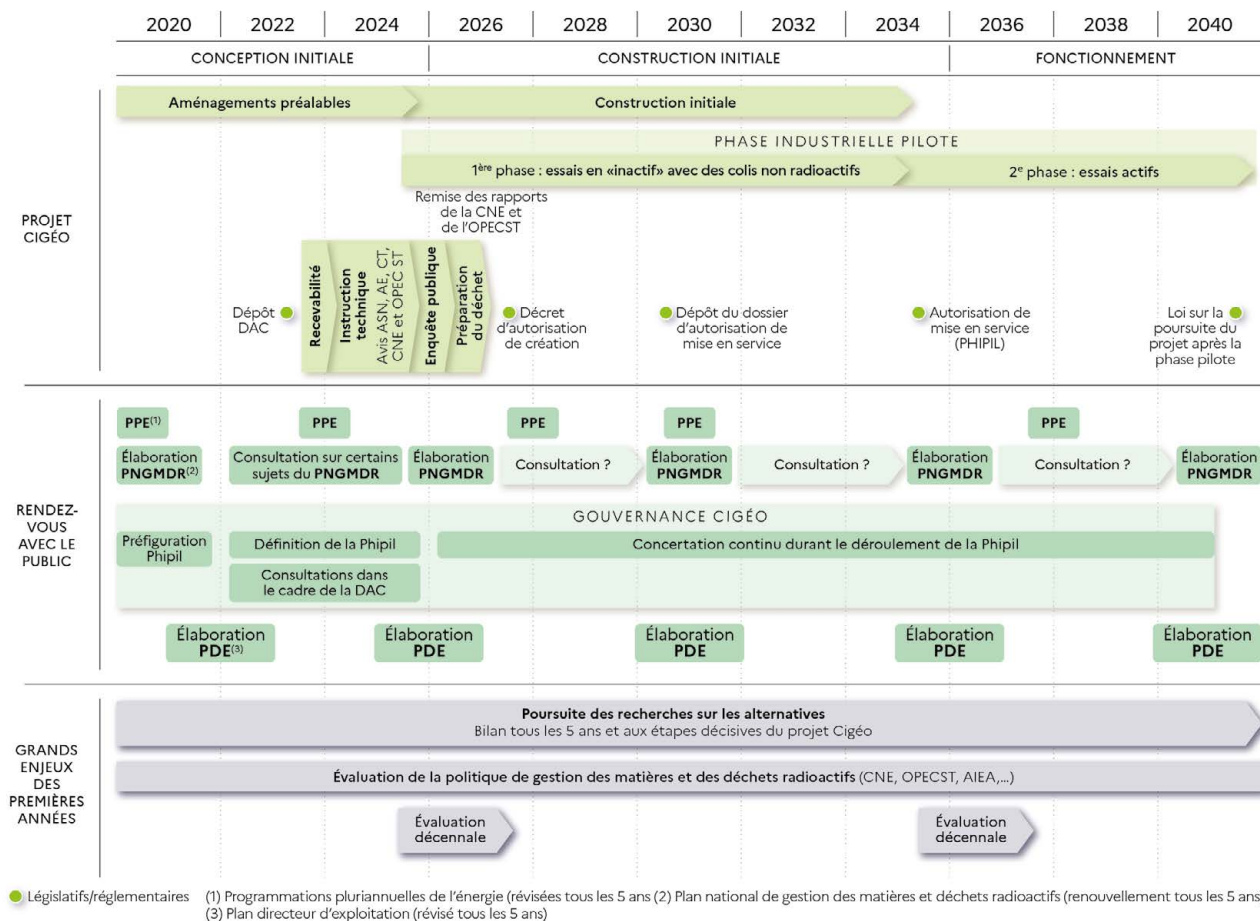 2020 2022 2024 2026 2028 2030 2032 2034 2036 2038 2040
CONCEPTION INITIALE CONSTRUCTION INITIALE FONCTIONNEMENT
PROJET
CIGÉO
Aménagements préalables Construction initiale
PHASE INDUSTRIELLE PILOTE
1ère phase : essais en «inactif» avec des colis non radioactifs 2e phase : essais actifs
Remise des rapports
de la CNE et
de l'OPECST
Dépôt
DAC
Recevabilité
Instruction
technique
Avis ASN, AE, CT,
CNE et OPEC ST
Enquête publique
Préparation
du déchet
Décret
d'autorisation
de création
Dépôt du dossier
d'autorisation de
mise en service
Autorisation de
mise en service
(PHIPIL)
Loi sur la
poursuite du
projet après la
phase pilote
RENDEZ-
VOUS
AVEC LE
PUBLIC
PPE(1) PPE PPE PPE PPE
Élaboration
PNGMDR(2)
Consultation sur certains
sujets du PNGMDR
Élaboration
PNGMDR
Consultation ?
Élaboration
PNGMDR
Consultation ?
Élaboration
PNGMDR
Consultation ?
Élaboration
PNGMDR
GOUVERNANCE CIGÉO
Préfiguration
Phipil
Définition de la Phipil
Concertation continu durant le déroulement de la Phipil
Consultations dans
le cadre de la DAC
Élaboration
PDE(3)
Élaboration
PDE
Élaboration
PDE
Élaboration
PDE
Élaboration
PDE
GRANDS
ENJEUX
DES
PREMIÈRES
ANNÉES
Poursuite des recherches sur les alternatives
Bilan tous les 5 ans et aux étapes décisives du projet Cigéo
Évaluation de la politique de gestion des matières et des déchets radioactifs (CNE, OPECST, AIEA,...)
Évaluation
décennale
Évaluation
décennale
Législatifs/réglementaires (1) Programmations pluriannuelles de l'énergie (révisées tous les 5 ans (2) Plan national de gestion des matières et déchets radioactifs (renouvellement tous les 5 ans
(3) Plan directeur d'exploitation (révisé tous les 5 ans)